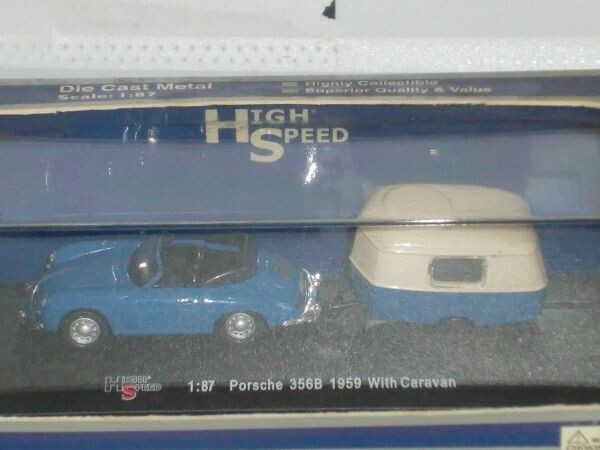 Die Cast Metal
Scale: 1:87
Highly Collectible
Superior Quality & Value
HIGH SPEED
HIGH SPEED
1:87 Porsche 356B 1959 With Caravan